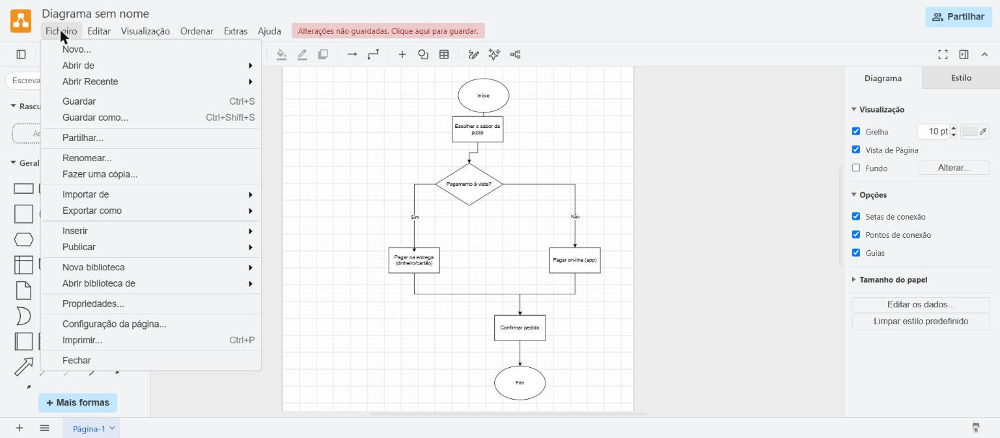 Diagrama sem nome
Ficheiro Editar Visualização Ordenar Extras Ajuda Alterações não guardadas. Clique aqui para guardar.
Partilhar
Novo...
Abrir de
Abrir Recente
Guardar Ctrl+S
Guardar como... Ctrl+Shift+S
Partilhar...
Renomear...
Fazer uma cópia...
Importar de
Exportar como
Inserir
Publicar
Nova biblioteca
Abrir biblioteca de
Propriedades...
Configuração da página...
Imprimir... Ctrl+P
Fechar
Escreva
Rascu
Ar
Geral
+ Mais formas
Início
Escolher o sabor da
pizza
Pagamento à vista?
Sim
Não
Pagar na entrega
(dinheiro/cartão)
Pagar on-line (app)
Confirmar pedido
Fim
Diagrama Estilo
Visualização
Grelha 10 pt
Vista de Página
Fundo Alterar...
Opções
Setas de conexão
Pontos de conexão
Guias
Tamanho do papel
Editar os dados...
Limpar estilo predefinido
Página-1